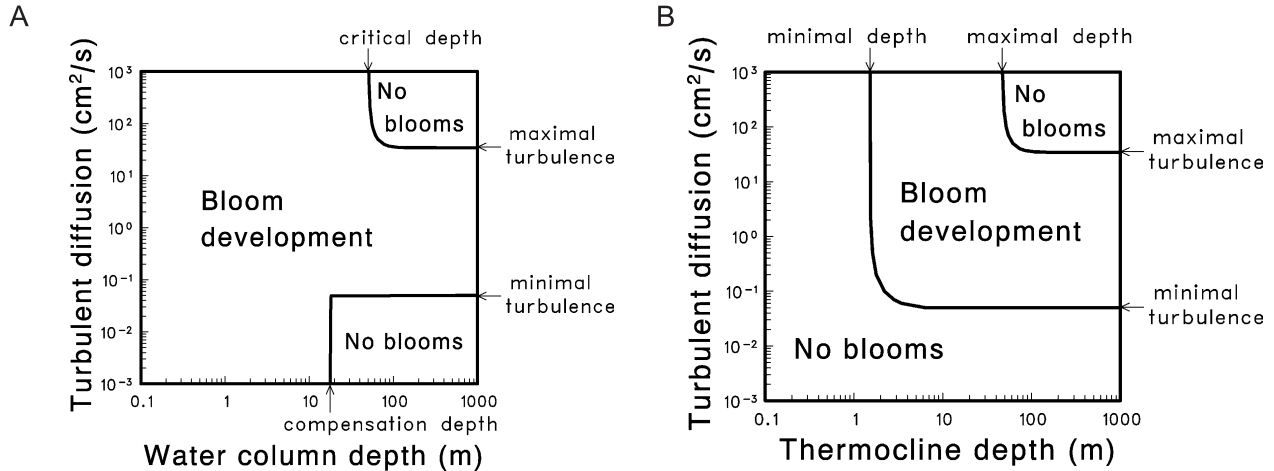 A
critical depth
Turbulent diffusion (cm²/s)
10³
10²
10¹
10⁰
10⁻¹
10⁻²
10⁻³
No
blooms
maximal
turbulence
Bloom
development
minimal
turbulence
No blooms
0.1
1
10
100
1000
compensation depth
Water column depth (m)
B
minimal depth
maximal depth
Turbulent diffusion (cm²/s)
10³
10²
10¹
10⁰
10⁻¹
10⁻²
10⁻³
No
blooms
maximal
turbulence
Bloom
development
minimal
turbulence
No blooms
0.1
1
10
100
1000
Thermocline depth (m)